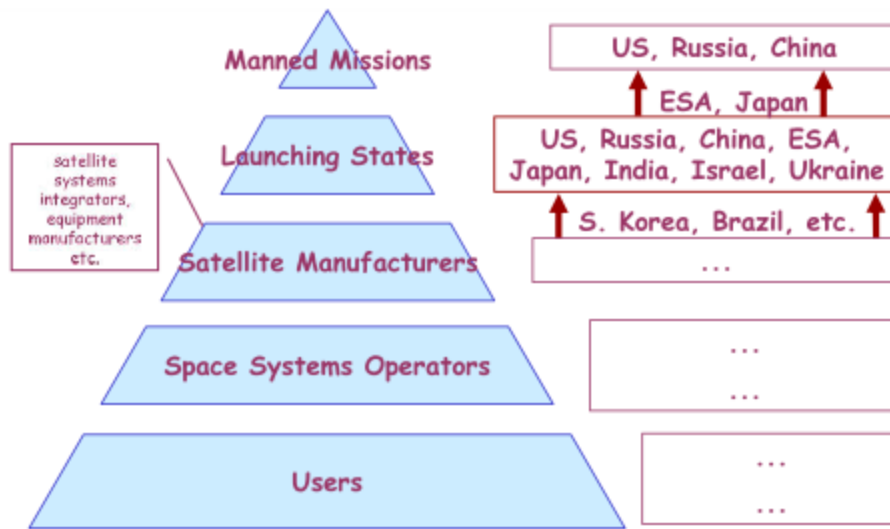 Manned Missions
US, Russia, China
ESA, Japan
Launching States
US, Russia, China, ESA,
Japan, India, Israel, Ukraine
satellite
systems
integrators,
equipment
manufacturers
etc.
S. Korea, Brazil, etc.
Satellite Manufacturers
...
Space Systems Operators
...
...
Users
...
...